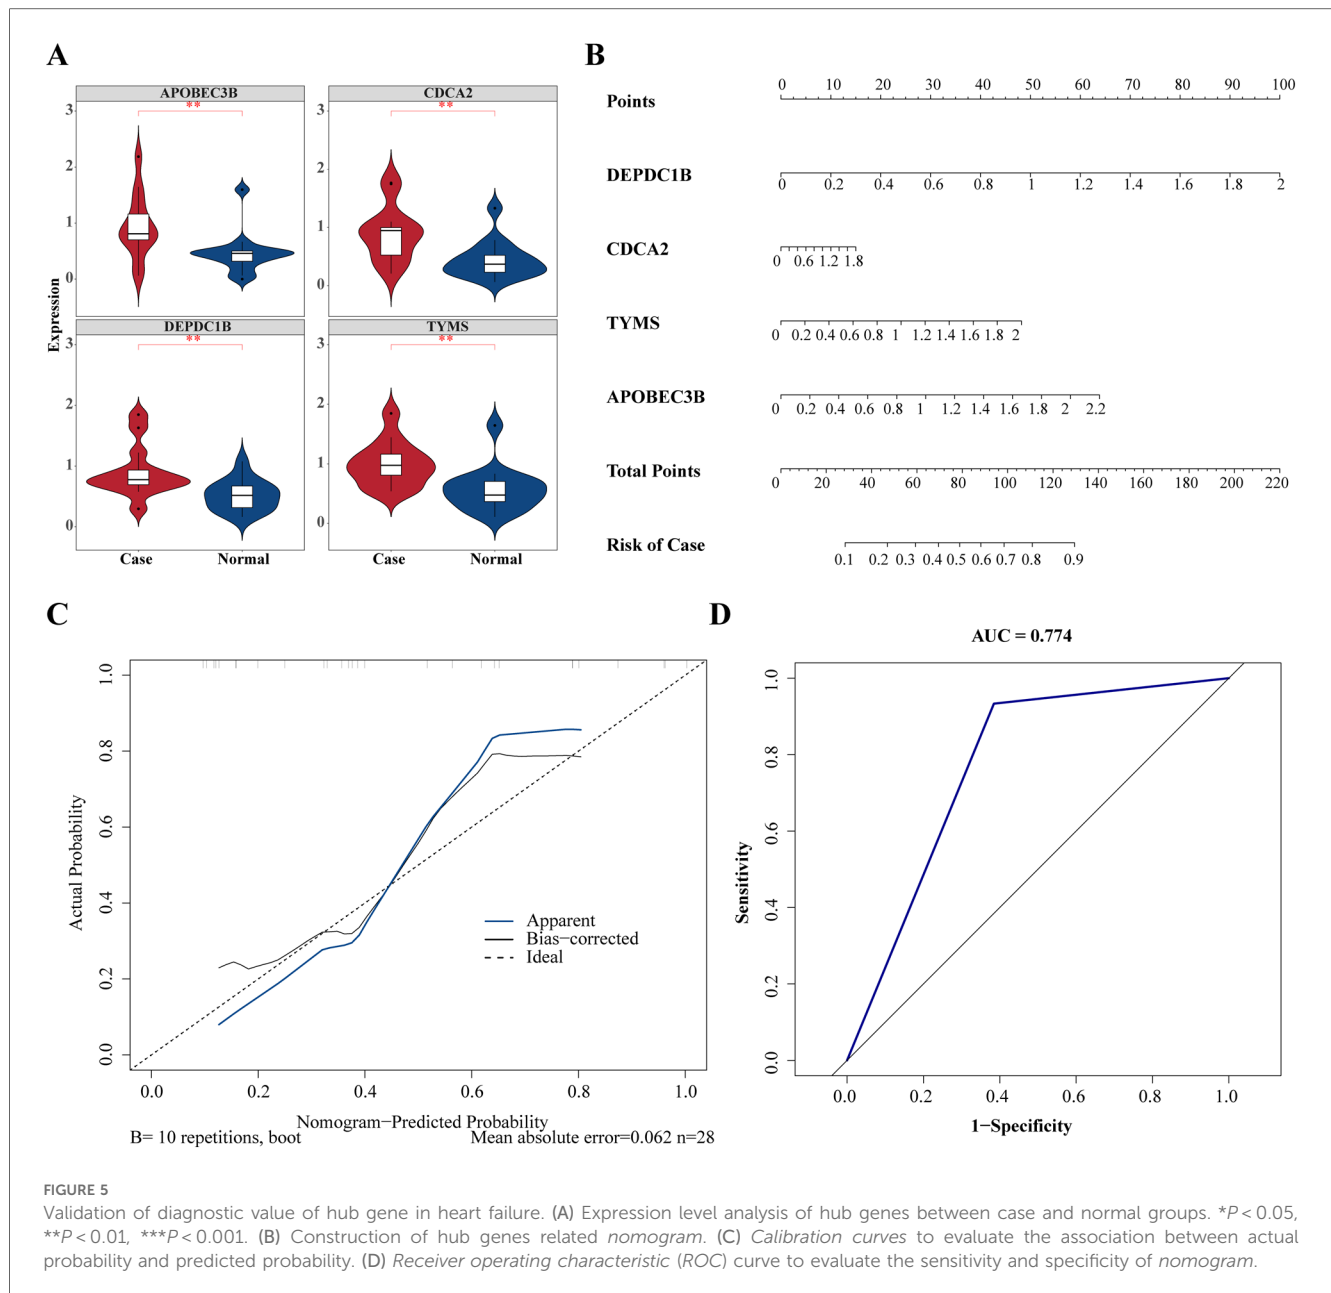 A
APOBEC3B
CDCA2
**
**
3
2
1
0
3
2
1
0
Expression
DEPDC1B
TYMS
**
**
3
2
1
0
3
2
1
0
Case
Normal
Case
Normal
B
Points
0 10 20 30 40 50 60 70 80 90 100
DEPDC1B
0 0.2 0.4 0.6 0.8 1 1.2 1.4 1.6 1.8 2
CDCA2
0 0.6 1.2 1.8
TYMS
0 0.2 0.4 0.6 0.8 1 1.2 1.4 1.6 1.8 2
APOBEC3B
0 0.2 0.4 0.6 0.8 1 1.2 1.4 1.6 1.8 2 2.2
Total Points
0 20 40 60 80 100 120 140 160 180 200 220
Risk of Case
0.1 0.2 0.3 0.4 0.5 0.6 0.7 0.8 0.9
C
Actual Probability
1.0
0.8
0.6
0.4
0.2
0.0
Apparent
Bias−corrected
Ideal
0.0 0.2 0.4 0.6 0.8 1.0
Nomogram−Predicted Probability
B= 10 repetitions, boot
Mean absolute error=0.062 n=28
D
AUC = 0.774
Sensitivity
1.0
0.8
0.6
0.4
0.2
0.0
0.0 0.2 0.4 0.6 0.8 1.0
1−Specificity
FIGURE 5
Validation of diagnostic value of hub gene in heart failure. (A) Expression level analysis of hub genes between case and normal groups. *P < 0.05,
**P < 0.01, ***P < 0.001. (B) Construction of hub genes related nomogram. (C) Calibration curves to evaluate the association between actual
probability and predicted probability. (D) Receiver operating characteristic (ROC) curve to evaluate the sensitivity and specificity of nomogram.